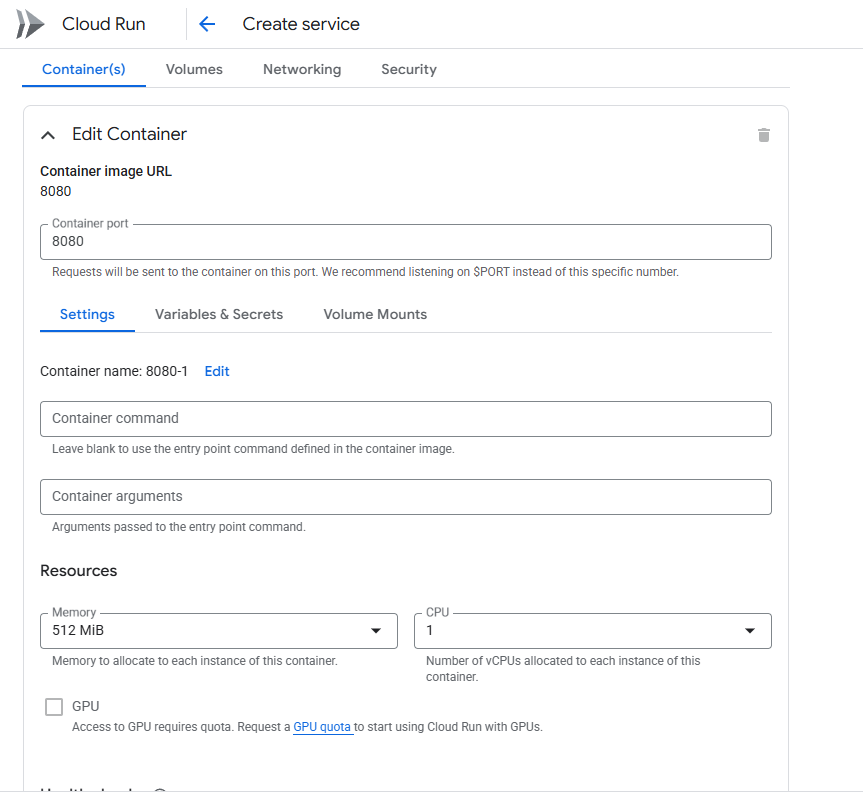 Cloud Run
Create service
Container(s) Volumes Networking Security
Edit Container
Container image URL
8080
Container port
8080
Requests will be sent to the container on this port. We recommend listening on $PORT instead of this specific number.
Settings Variables & Secrets Volume Mounts
Container name: 8080-1 Edit
Container command
Leave blank to use the entry point command defined in the container image.
Container arguments
Arguments passed to the entry point command.
Resources
Memory
512 MiB
Memory to allocate to each instance of this container.
CPU
1
Number of vCPUs allocated to each instance of this
container.
GPU
Access to GPU requires quota. Request a GPU quota to start using Cloud Run with GPUs.